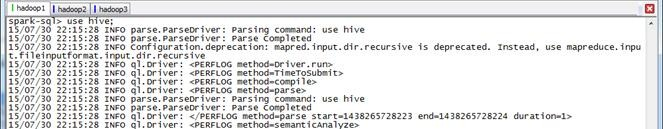 1 hadoop1 2 hadoop2 3 hadoop3
spark-sql> use hive;
15/07/30 22:15:28 INFO parse.ParseDriver: Parsing command: use hive
15/07/30 22:15:28 INFO parse.ParseDriver: Parse Completed
15/07/30 22:15:28 INFO Configuration.deprecation: mapred.input.dir.recursive is deprecated. Instead, use mapreduce.inpu
t.fileinputformat.input.dir.recursive
15/07/30 22:15:28 INFO ql.Driver: <PERFLOG method=Driver.run>
15/07/30 22:15:28 INFO ql.Driver: <PERFLOG method=TimeToSubmit>
15/07/30 22:15:28 INFO ql.Driver: <PERFLOG method=compile>
15/07/30 22:15:28 INFO ql.Driver: <PERFLOG method=parse>
15/07/30 22:15:28 INFO parse.ParseDriver: Parsing command: use hive
15/07/30 22:15:28 INFO parse.ParseDriver: Parse Completed
15/07/30 22:15:28 INFO ql.Driver: </PERFLOG method=parse start=1438265728223 end=1438265728224 duration=1>
15/07/30 22:15:28 INFO ql.Driver: <PERFLOG method=semanticAnalyze>